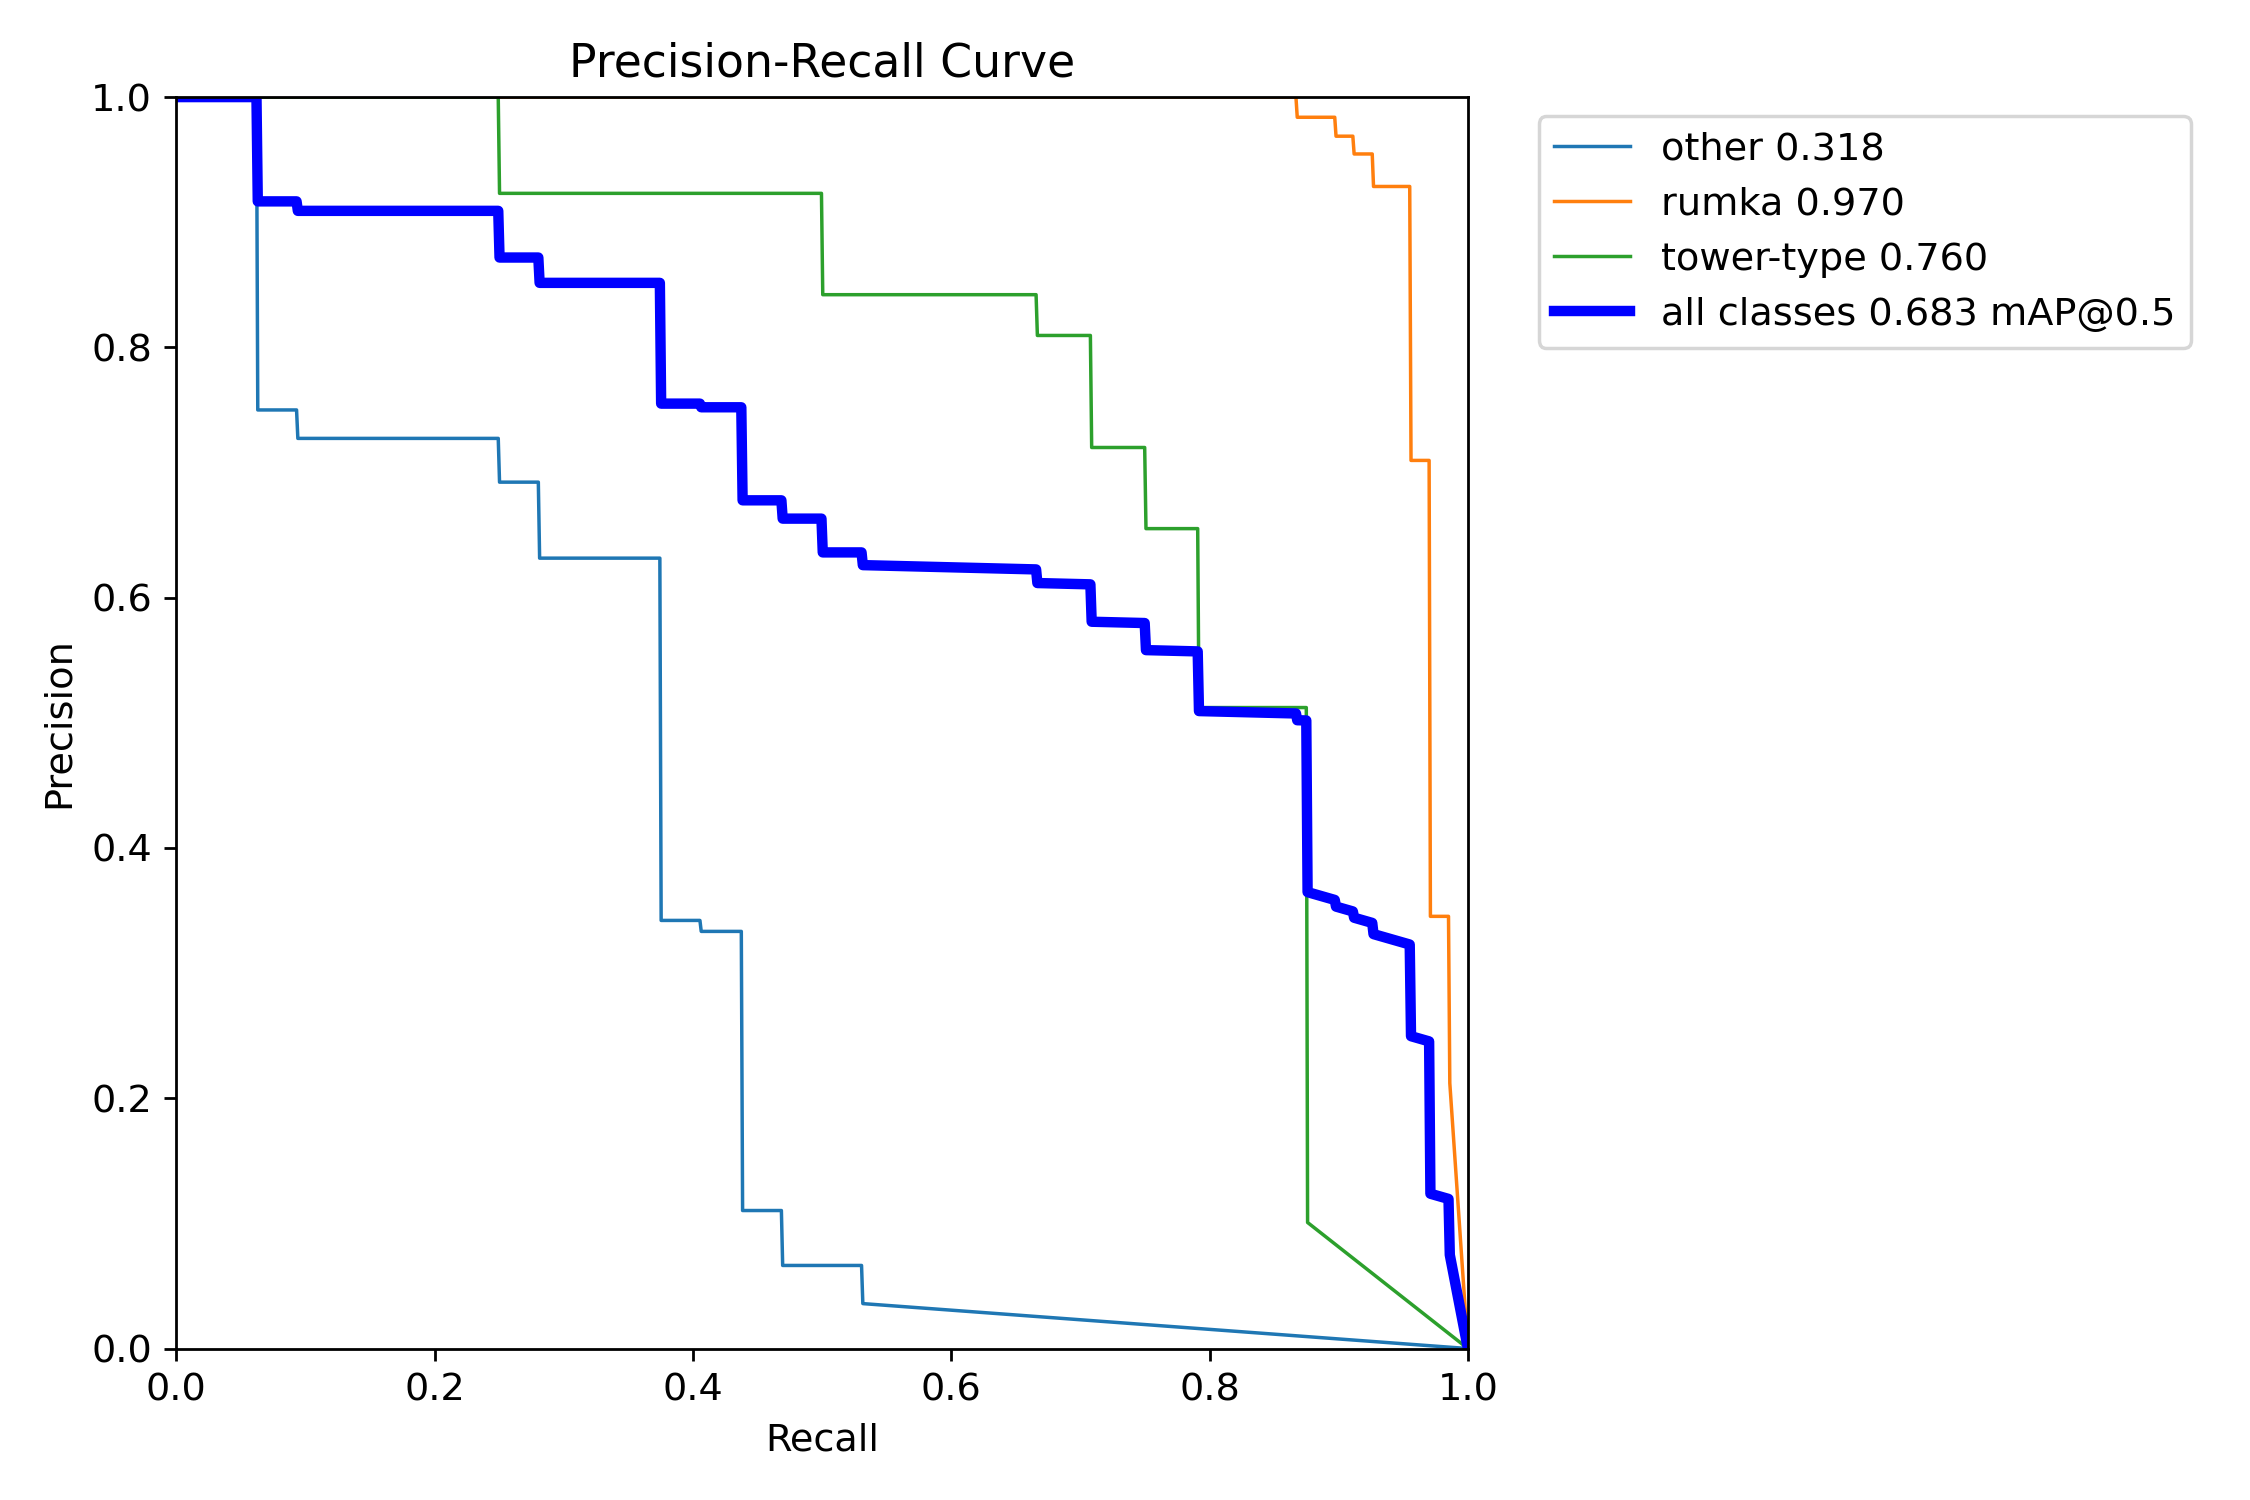 Precision-Recall Curve
1.0
0.8
0.6
0.4
0.2
0.0
Precision
0.0 0.2 0.4 0.6 0.8 1.0
Recall
other 0.318
rumka 0.970
tower-type 0.760
all classes 0.683 mAP@0.5